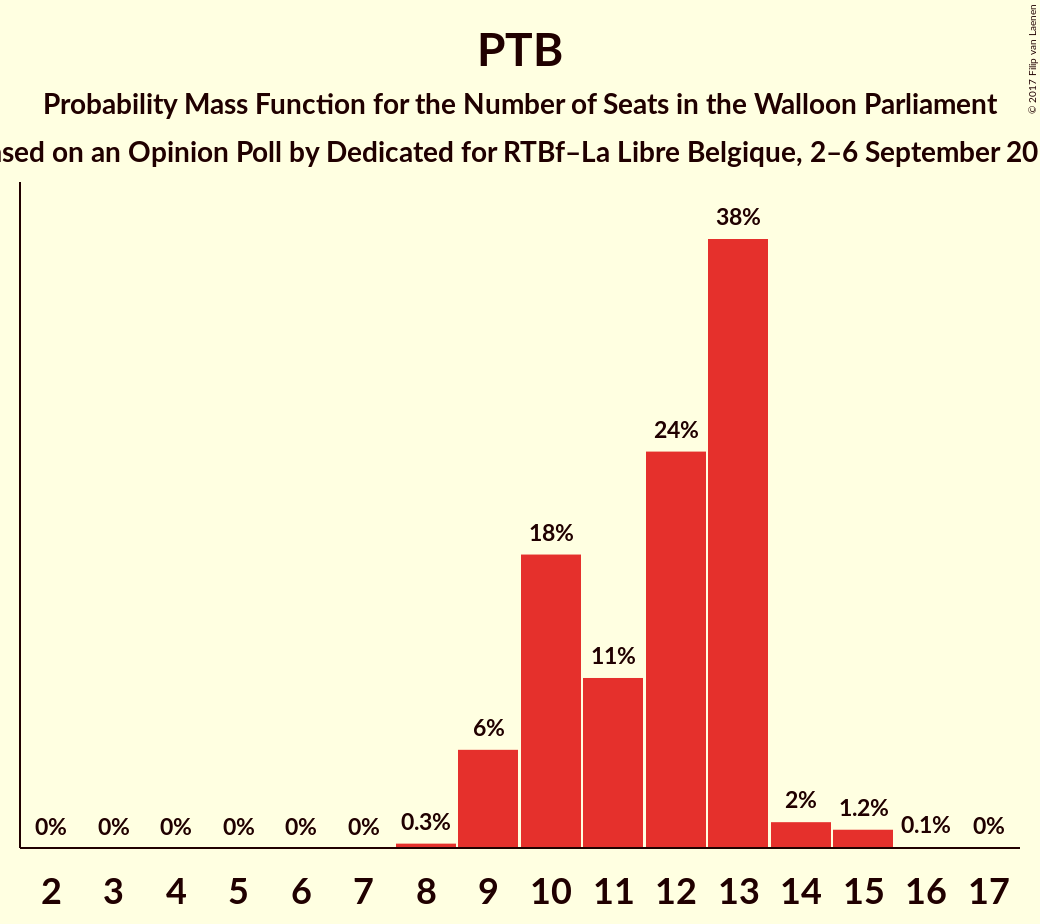 PTB
Probability Mass Function for the Number of Seats in the Walloon Parliament
on an Opinion Poll by Dedicated for RTBf–La Libre Belgique, 2–6 September
© 2017 Filip van Laenen
0% 0% 0% 0% 0% 0% 0.3% 6% 18% 11% 24% 38% 2% 1.2% 0.1% 0%
2 3 4 5 6 7 8 9 10 11 12 13 14 15 16 17